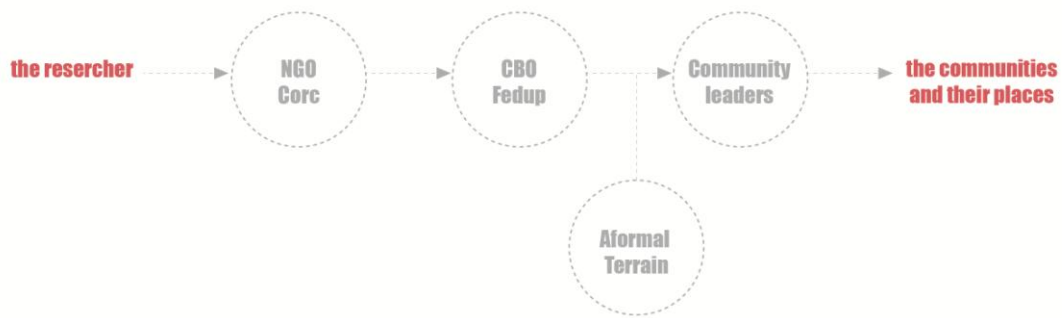 the resercher
NGO
Corc
CBO
Fedup
Community
leaders
the communities
and their places
Aformal
Terrain